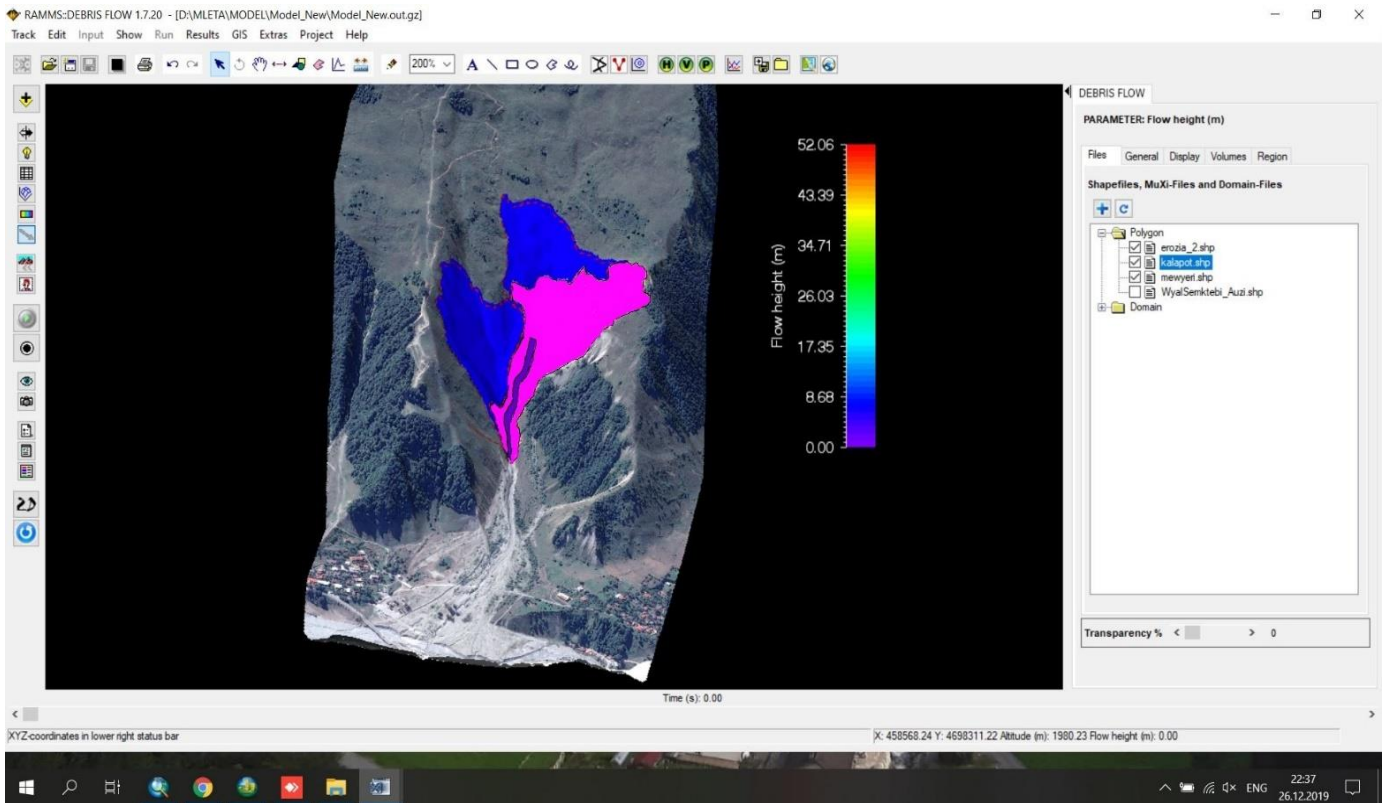 RAMMS::DEBRIS FLOW 1.7.20 - [D:\MLETA\MODEL\Model_New\Model_New.out.gz]
Track Edit Input Show Run Results GIS Extras Project Help
200% A H V P
DEBRIS FLOW
PARAMETER: Flow height (m)
Files General Display Volumes Region
Shapefiles, MuXi-Files and Domain-Files
Polygon
erozia_2.shp
kalapot.shp
mewyeri.shp
WyalSemktebi_Auzi.shp
Domain
Transparency % < > 0
52.06
43.39
34.71
26.03
17.35
8.68
0.00
Flow height (m)
Time (s): 0.00
XYZ-coordinates in lower right status bar
X: 458568.24 Y: 4698311.22 Altitude (m): 1980.23 Flow height (m): 0.00
ENG
22:37
26.12.2019